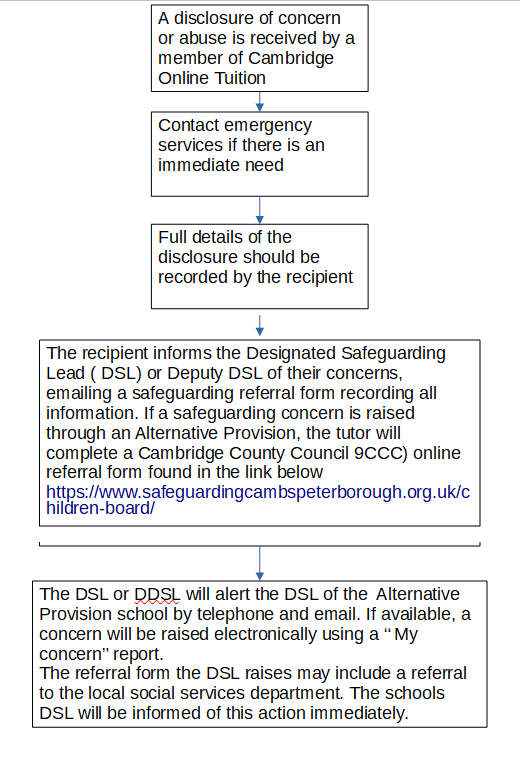 A disclosure of concern
or abuse is received by a
member of Cambridge
Online Tuition
Contact emergency
services if there is an
immediate need
Full details of the
disclosure should be
recorded by the recipient
The recipient informs the Designated Safeguarding
Lead ( DSL) or Deputy DSL of their concerns,
emailing a safeguarding referral form recording all
information. If a safeguarding concern is raised
through an Alternative Provision, the tutor will
complete a Cambridge County Council 9CCC) online
referral form found in the link below
https://www.safeguardingcambspeterborough.org.uk/c
hildren-board/
The DSL or DDSL will alert the DSL of the  Alternative
Provision school by telephone and email. If available, a
concern will be raised electronically using a “ My
concern” report.
The referral form the DSL raises may include a referral
to the local social services department. The schools
DSL will be informed of this action immediately.